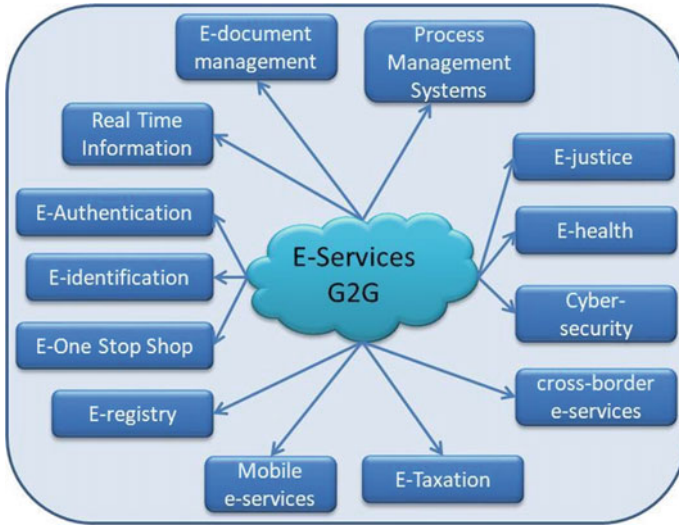 E-document
management
Process
Management
Systems
Real Time
Information
E-justice
E-Authentication
E-health
E-Services
G2G
E-identification
Cyber-
security
E-One Stop Shop
cross-border
e-services
E-registry
Mobile
e-services
E-Taxation